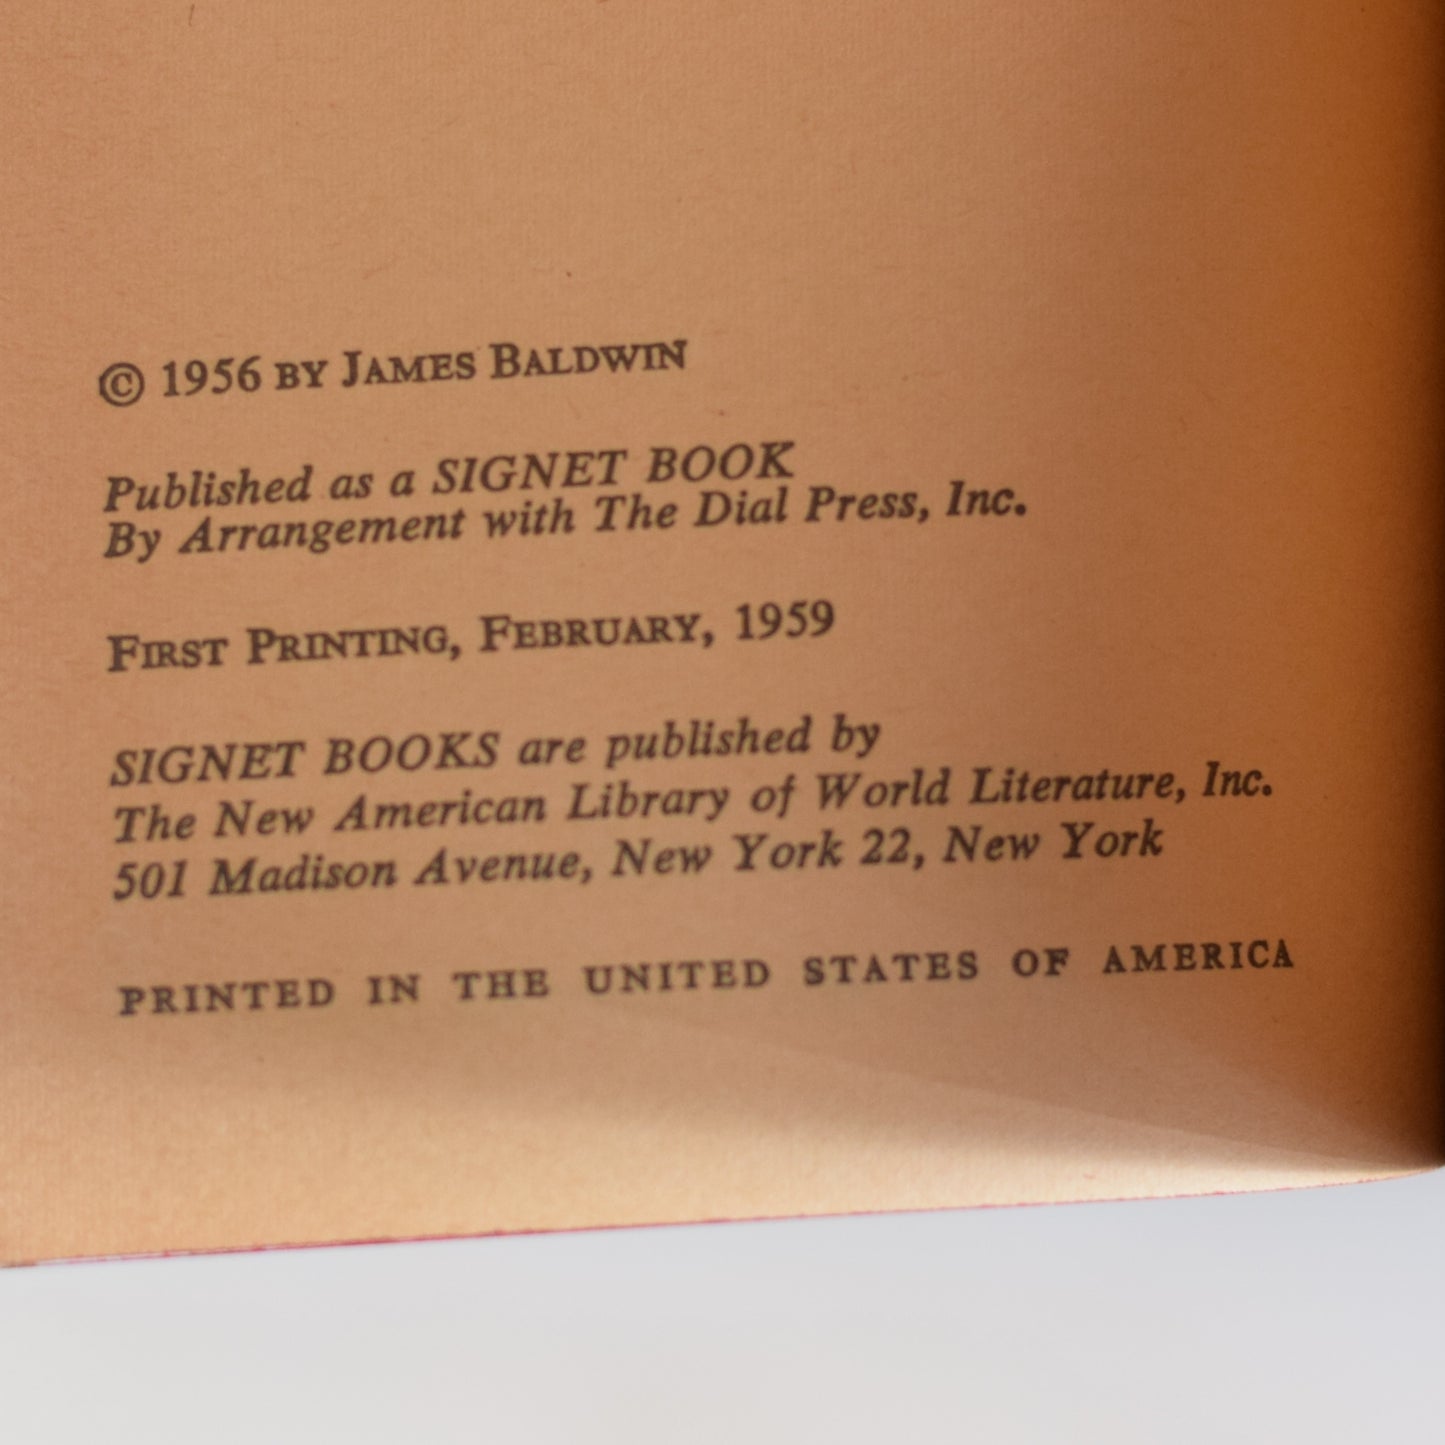 © 1956 BY JAMES BALDWIN
Published as a SIGNET BOOK
By Arrangement with The Dial Press, Inc.
FIRST PRINTING, FEBRUARY, 1959
SIGNET BOOKS are published by
The New American Library of World Literature, Inc.
501 Madison Avenue, New York 22, New York
PRINTED IN THE UNITED STATES OF AMERICA